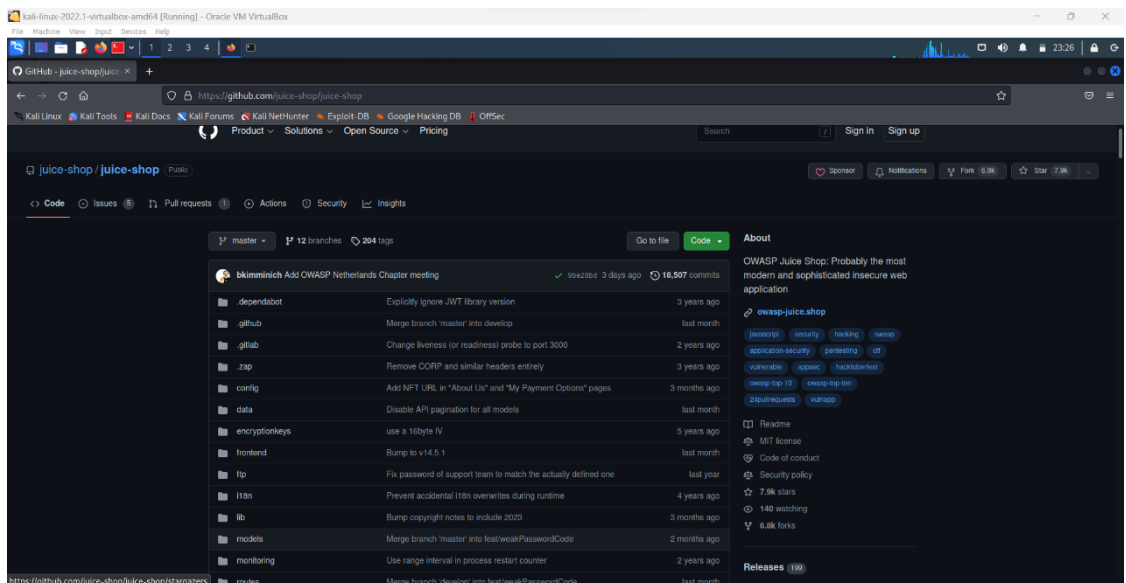 kali-linux-2022.1-virtualbox-amd64 [Running] - Oracle VM VirtualBox
File Machine View Input Devices Help
1 2 3 4 23:26
GitHub - juice-shop/juice
https://github.com/juice-shop/juice-shop
Kali Linux Kali Tools Kali Docs Kali Forums Kali NetHunter Exploit-DB Google Hacking DB OffSec
Product Solutions Open Source Pricing Search / Sign in Sign up
juice-shop / juice-shop Public Sponsor Notifications Fork 6.8k Star 7.9k
Code Issues 5 Pull requests 1 Actions Security Insights
master 12 branches 204 tags Go to file Code
About
bkimminich Add OWASP Netherlands Chapter meeting 3 days ago 18,507 commits
OWASP Juice Shop: Probably the most
modern and sophisticated insecure web
application
.dependabot Explicitly ignore JWT library version 3 years ago
.github Merge branch 'master' into develop last month
.gitlab Change liveness (or readiness) probe to port 3000 2 years ago
.zap Remove CORP and similar headers entirely 3 years ago
config Add NFT URL in "About Us" and "My Payment Options" pages 3 months ago
data Disable API pagination for all models last month
encryptionkeys use a 16byte IV 5 years ago
frontend Bump to v14.5.1 last month
ftp Fix password of support team to match the actually defined one last year
i18n Prevent accidental i18n overwrites during runtime 4 years ago
lib Bump copyright notes to include 2023 3 months ago
models Merge branch 'master' into feat/weakPasswordCode 2 months ago
monitoring Use range interval in process restart counter 2 years ago
routes Merge branch 'develop' into feat/weakPasswordCode last month
owasp-juice.shop
javascript security hacking owasp
application-security pentesting ctf
vulnerable appsec hacktoberfest
owasp-top-10 owasp-top-ten
24pullrequests vulnapp
Readme
MIT license
Code of conduct
Security policy
7.9k stars
140 watching
6.8k forks
Releases 199
https://github.com/juice-shop/juice-shop/stargazers